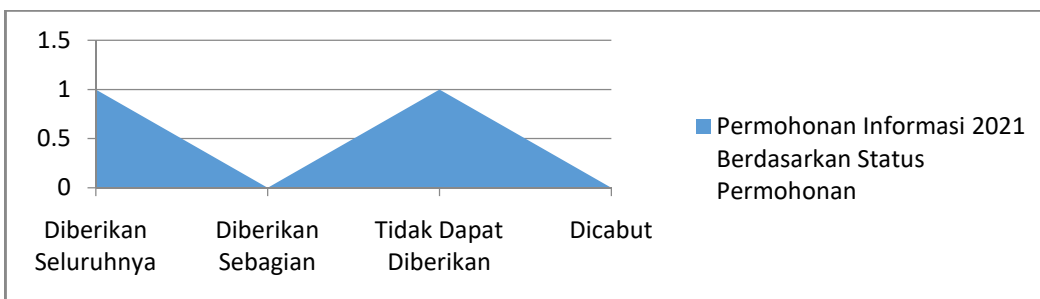 1.5
1
0.5
0
Diberikan
Seluruhnya
Diberikan
Sebagian
Tidak Dapat
Diberikan
Dicabut
Permohonan Informasi 2021
Berdasarkan Status
Permohonan